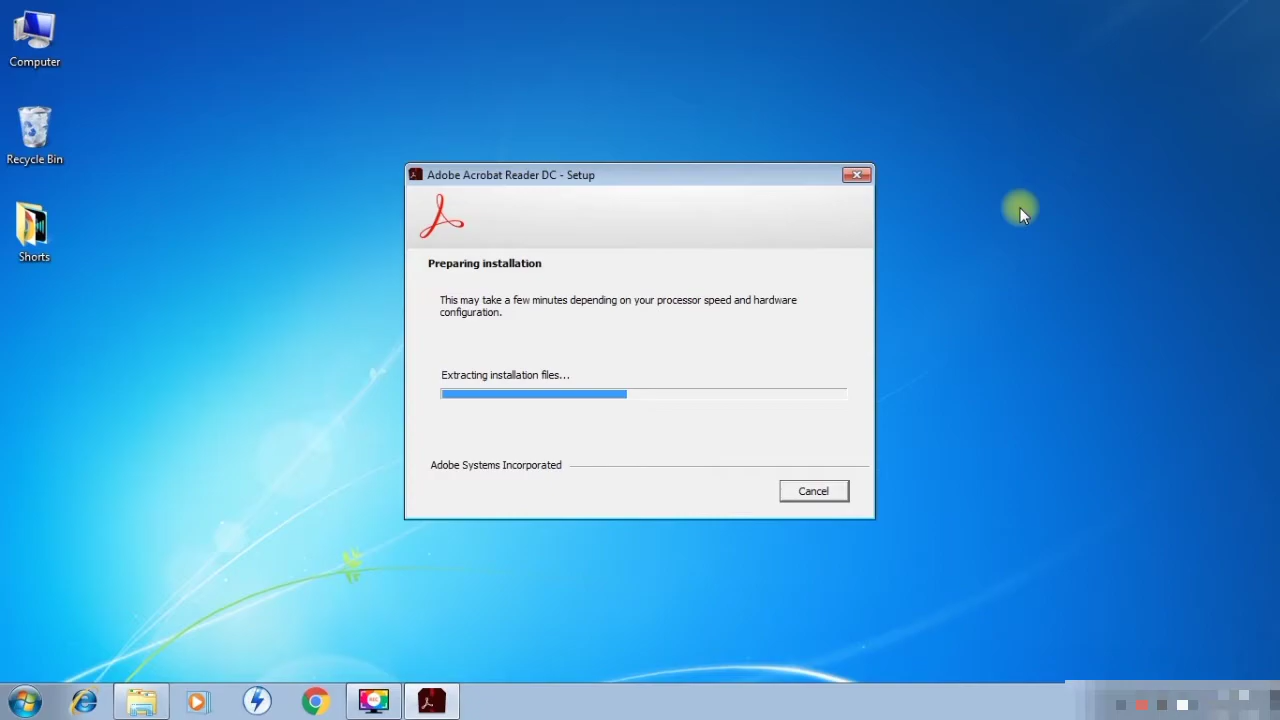 Computer
Recycle Bin
Shorts
Adobe Acrobat Reader DC - Setup
Preparing installation
This may take a few minutes depending on your processor speed and hardware
configuration.
Extracting installation files...
Adobe Systems Incorporated
Cancel